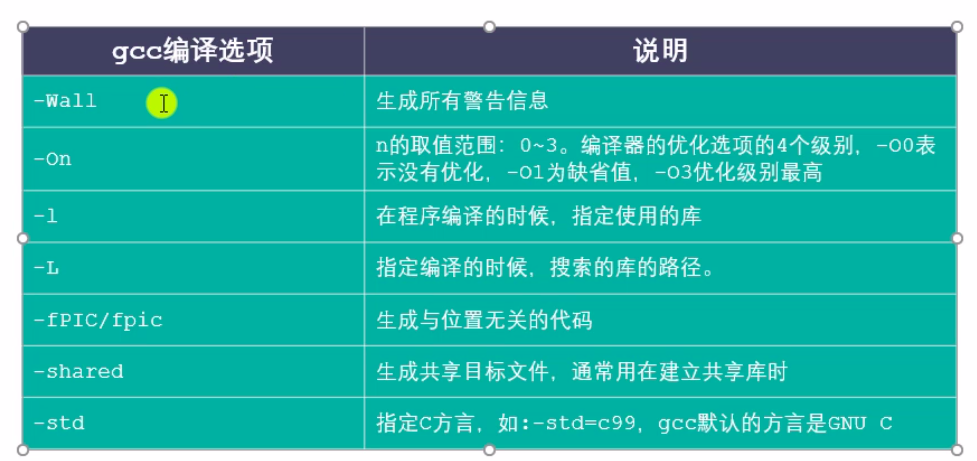 gcc编译选项 说明
-Wall 生成所有警告信息
-On n的取值范围：0~3。编译器的优化选项的4个级别，-O0表
示没有优化，-O1为缺省值，-O3优化级别最高
-l 在程序编译的时候，指定使用的库
-L 指定编译的时候，搜索的库的路径。
-fPIC/fpic 生成与位置无关的代码
-shared 生成共享目标文件，通常用在建立共享库时
-std 指定C方言，如:-std=c99，gcc默认的方言是GNU C